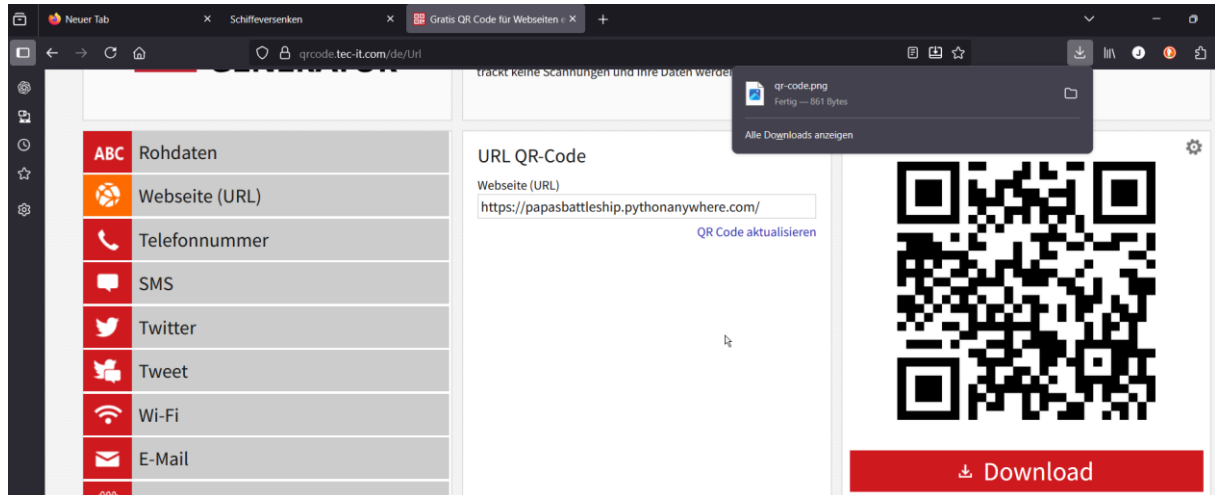 Neuer Tab
Schiffeversenken
Gratis QR Code für Webseiten
qrcode.tec-it.com/de/Url
GENERATOR
trackt keine Scannungen und Ihre Daten werde
qr-code.png
Fertig — 861 Bytes
Alle Downloads anzeigen
ABC Rohdaten
Webseite (URL)
Telefonnummer
SMS
Twitter
Tweet
Wi-Fi
E-Mail
URL QR-Code
Webseite (URL)
https://papasbattleship.pythonanywhere.com/
QR Code aktualisieren
Download